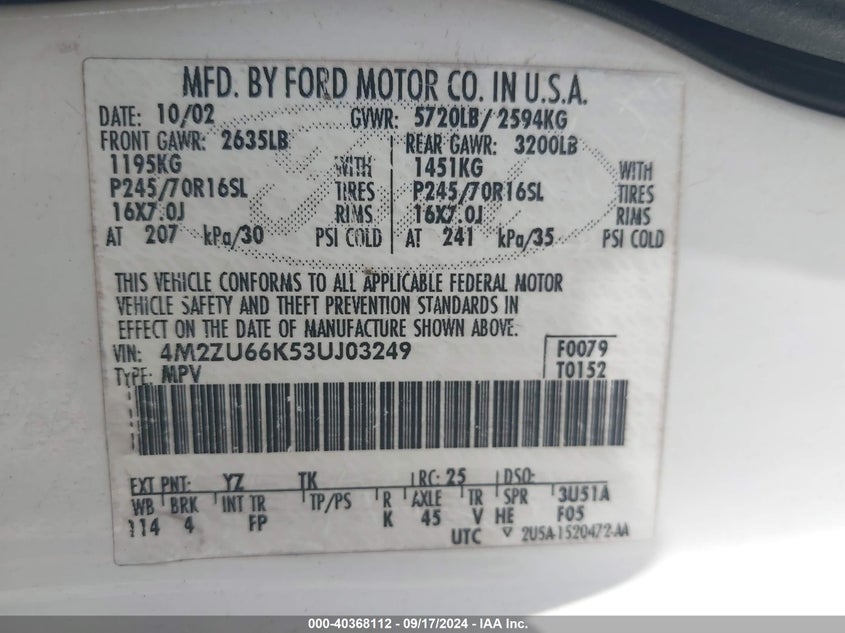 MFD. BY FORD MOTOR CO. IN U.S.A.
DATE: 10/02 GVWR: 5720LB/2594KG
FRONT GAWR: 2635LB REAR GAWR: 3200LB
1195KG WITH 1451KG WITH
P245/70R16SL TIRES P245/70R16SL TIRES
16X7.0J RIMS 16X7.0J RIMS
AT 207 kPa/30 PSI COLD AT 241 kPa/35 PSI COLD
THIS VEHICLE CONFORMS TO ALL APPLICABLE FEDERAL MOTOR
VEHICLE SAFETY AND THEFT PREVENTION STANDARDS IN
EFFECT ON THE DATE OF MANUFACTURE SHOWN ABOVE.
VIN: 4M2ZU66K53UJ03249 F0079
TYPE: MPV T0152
EXT PNT: YZ TK RC: 25 DSO:
WB BRK INT TR TP/PS R AXLE TR SPR 3U51A
114 4 FP K 45 V HE F05
UTC ▽ 2U5A-1520472-AA
000-40368112 - 09/17/2024 - IAA Inc.